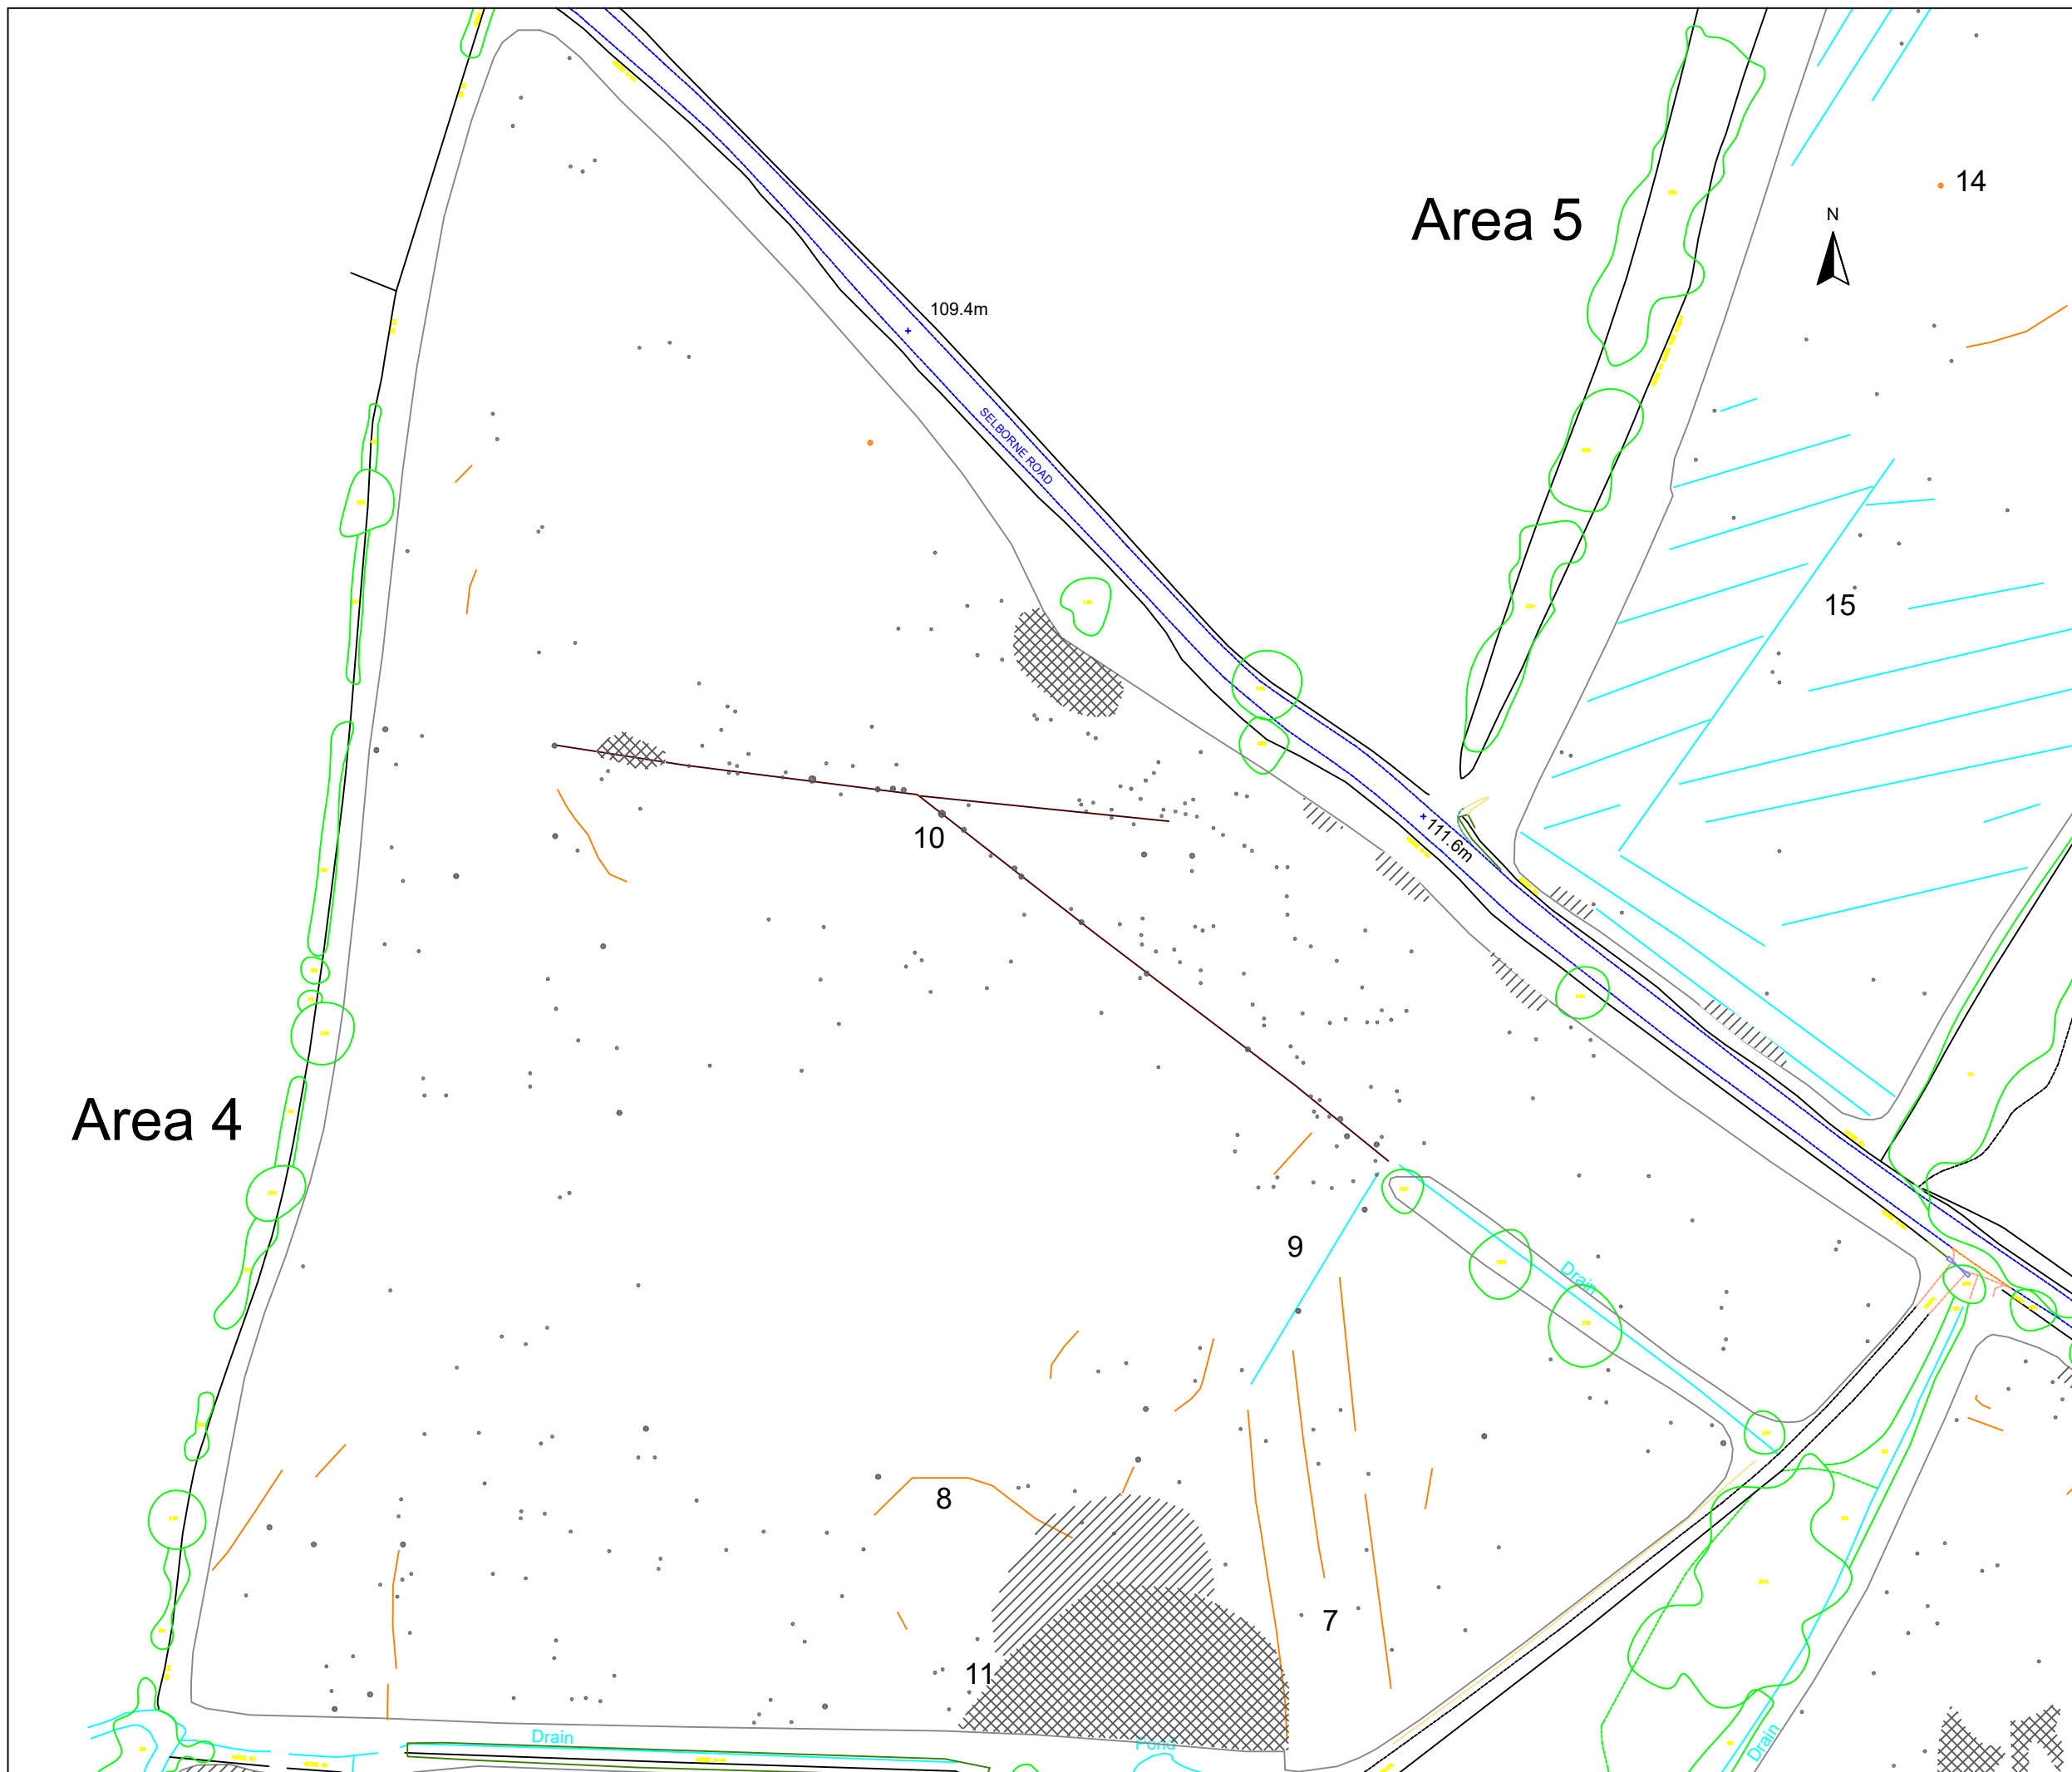 14
Area 5
N
109.4m
SELBORNE ROAD
15
10
111.6m
Area 4
9
Drain
8
7
11
Drain
Pond
Drain